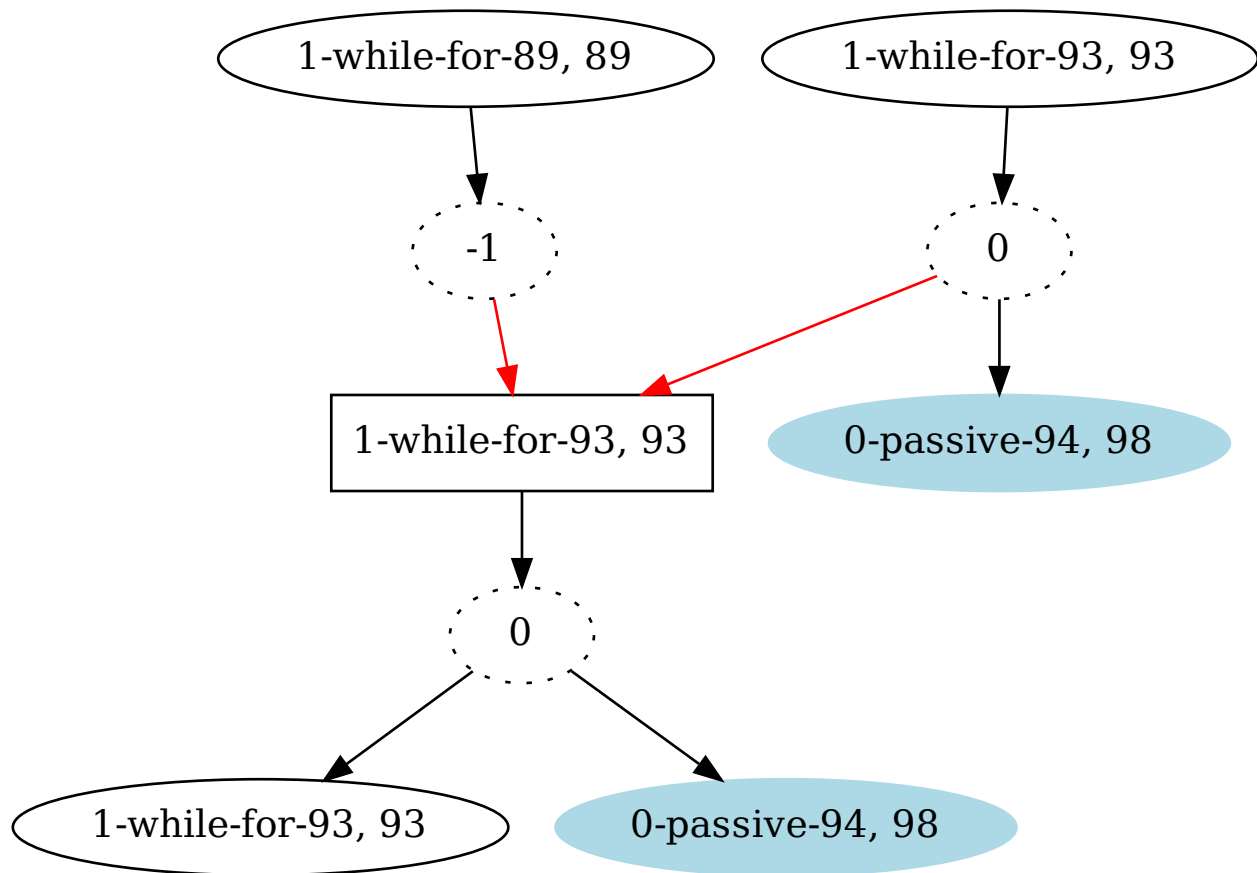 1-while-for-89, 89
1-while-for-93, 93
-1
0
1-while-for-93, 93
0-passive-94, 98
0
1-while-for-93, 93
0-passive-94, 98